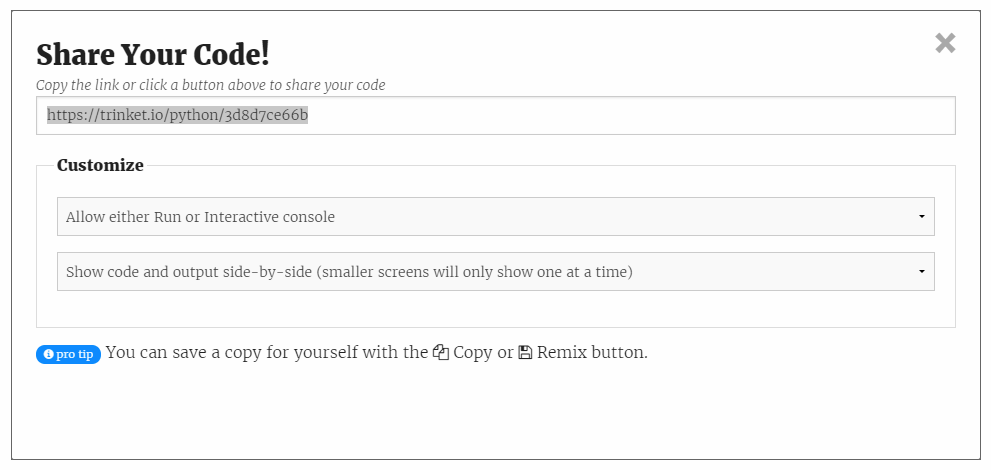 Share Your Code!
Copy the link or click a button above to share your code
https://trinket.io/python/3d8d7ce66b
Customize
Allow either Run or Interactive console
Show code and output side-by-side (smaller screens will only show one at a time)
pro tip You can save a copy for yourself with the Copy or Remix button.